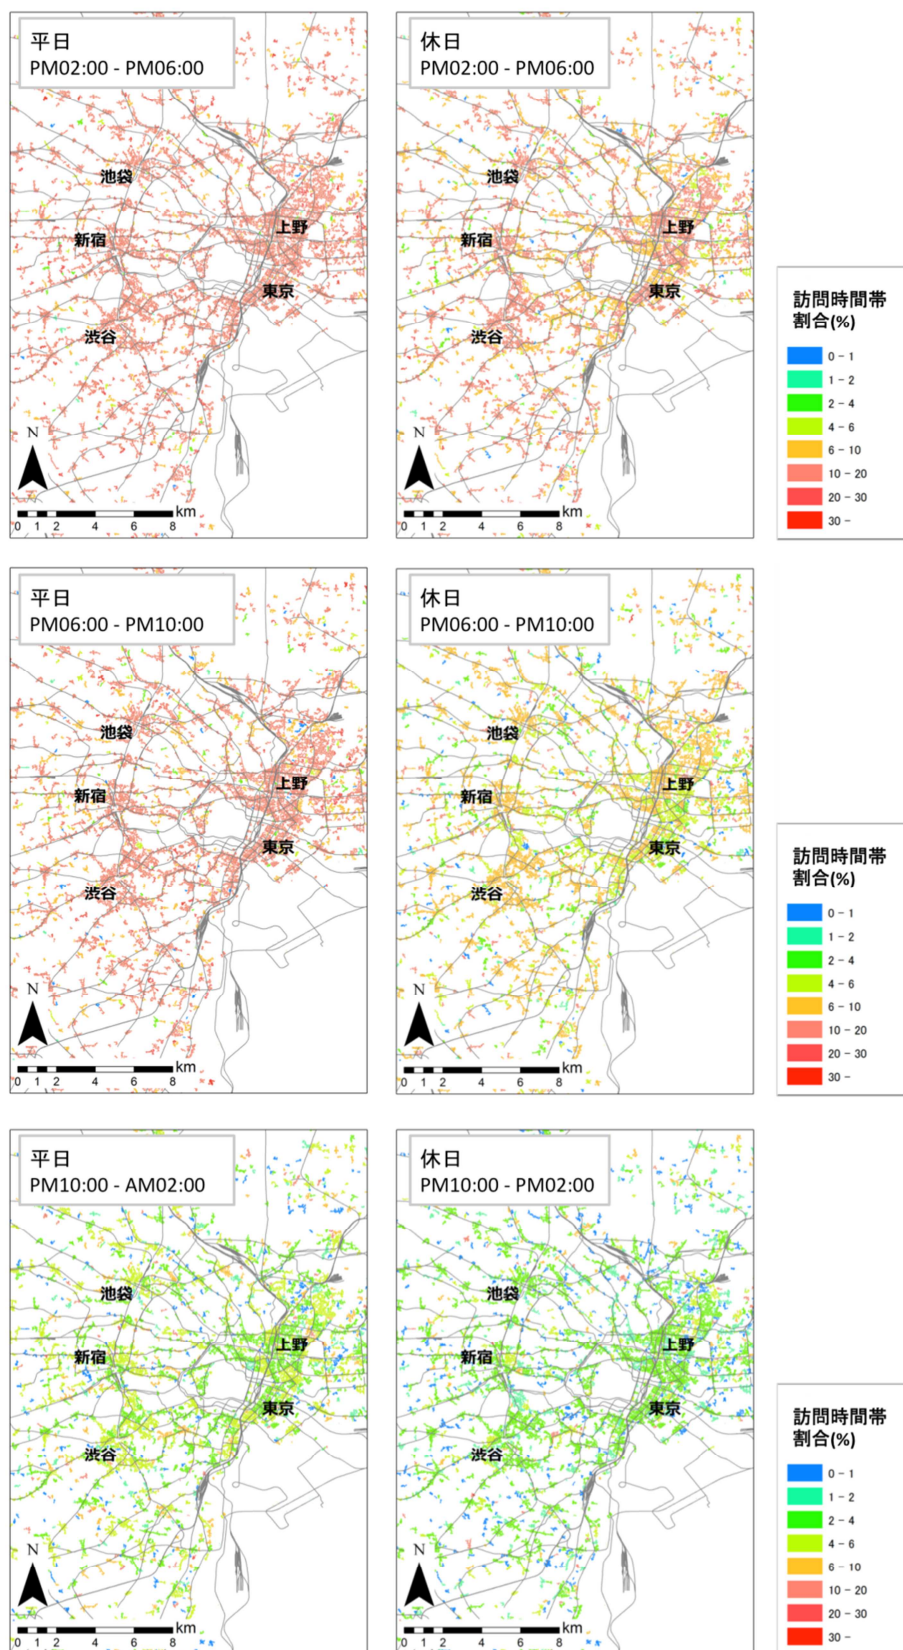 平日
PM02:00 - PM06:00
池袋
上野
新宿
東京
渋谷
N
km
0 1 2 4 6 8
休日
PM02:00 - PM06:00
池袋
上野
新宿
東京
渋谷
N
km
0 1 2 4 6 8
訪問時間帯
割合(%)
0 - 1
1 - 2
2 - 4
4 - 6
6 - 10
10 - 20
20 - 30
30 -
平日
PM06:00 - PM10:00
池袋
上野
新宿
東京
渋谷
N
km
0 1 2 4 6 8
休日
PM06:00 - PM10:00
池袋
上野
新宿
東京
渋谷
N
km
0 1 2 4 6 8
訪問時間帯
割合(%)
0 - 1
1 - 2
2 - 4
4 - 6
6 - 10
10 - 20
20 - 30
30 -
平日
PM10:00 - AM02:00
池袋
上野
新宿
東京
渋谷
N
km
0 1 2 4 6 8
休日
PM10:00 - PM02:00
池袋
上野
新宿
東京
渋谷
N
km
0 1 2 4 6 8
訪問時間帯
割合(%)
0 - 1
1 - 2
2 - 4
4 - 6
6 - 10
10 - 20
20 - 30
30 -